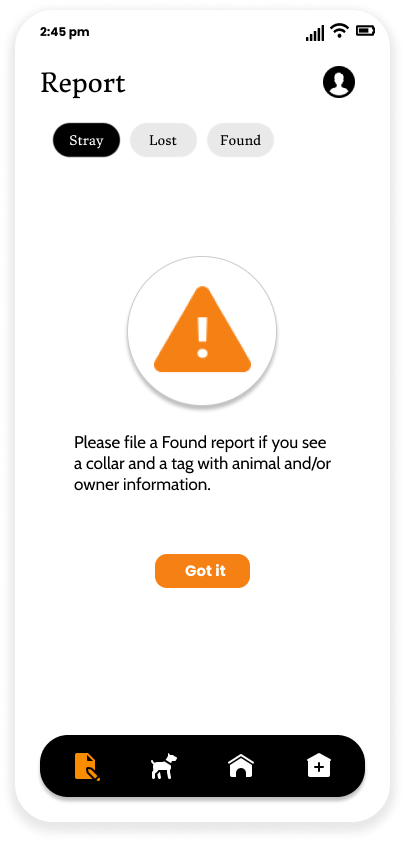 2:45 pm
Report
Stray Lost Found
Please file a Found report if you see
a collar and a tag with animal and/or
owner information.
Got it